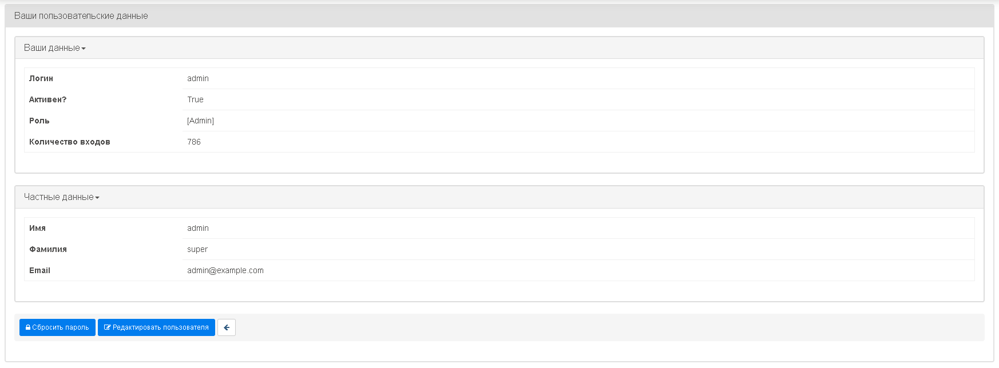 Ваши пользовательские данные
Ваши данные
Логин admin
Активен? True
Роль [Admin]
Количество входов 786
Частные данные
Имя admin
Фамилия super
Email admin@example.com
Сбросить пароль Редактировать пользователя